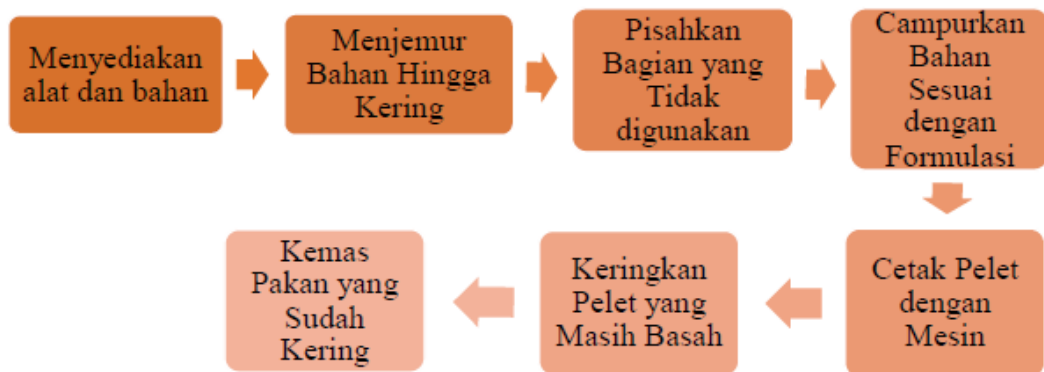 Menyediakan
alat dan bahan
Menjemur
Bahan Hingga
Kering
Pisahkan
Bagian yang
Tidak
digunakan
Campurkan
Bahan
Sesuai
dengan
Formulasi
Cetak Pelet
dengan
Mesin
Keringkan
Pelet yang
Masih Basah
Kemas
Pakan yang
Sudah
Kering